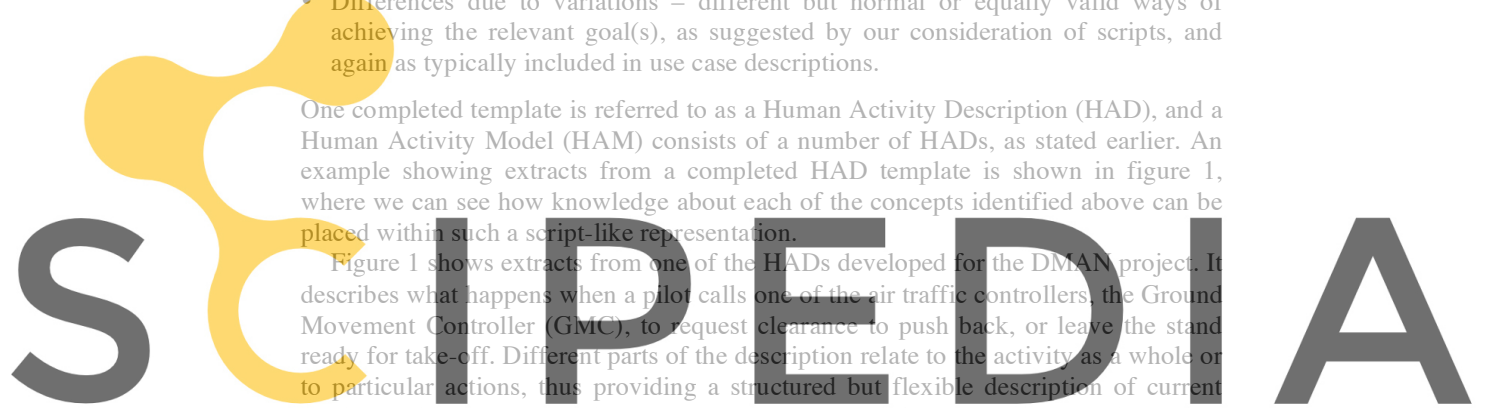 • Differences due to variations – different but normal or equally valid ways of
achieving the relevant goal(s), as suggested by our consideration of scripts, and
again as typically included in use case descriptions.
One completed template is referred to as a Human Activity Description (HAD), and a
Human Activity Model (HAM) consists of a number of HADs, as stated earlier. An
example showing extracts from a completed HAD template is shown in figure 1,
where we can see how knowledge about each of the concepts identified above can be
placed within such a script-like representation.
Figure 1 shows extracts from one of the HADs developed for the DMAN project. It
describes what happens when a pilot calls one of the air traffic controllers, the Ground
Movement Controller (GMC), to request clearance to push back, or leave the stand
ready for take-off. Different parts of the description relate to the activity as a whole or
to particular actions, thus providing a structured but flexible description of current
SCIPEDIA